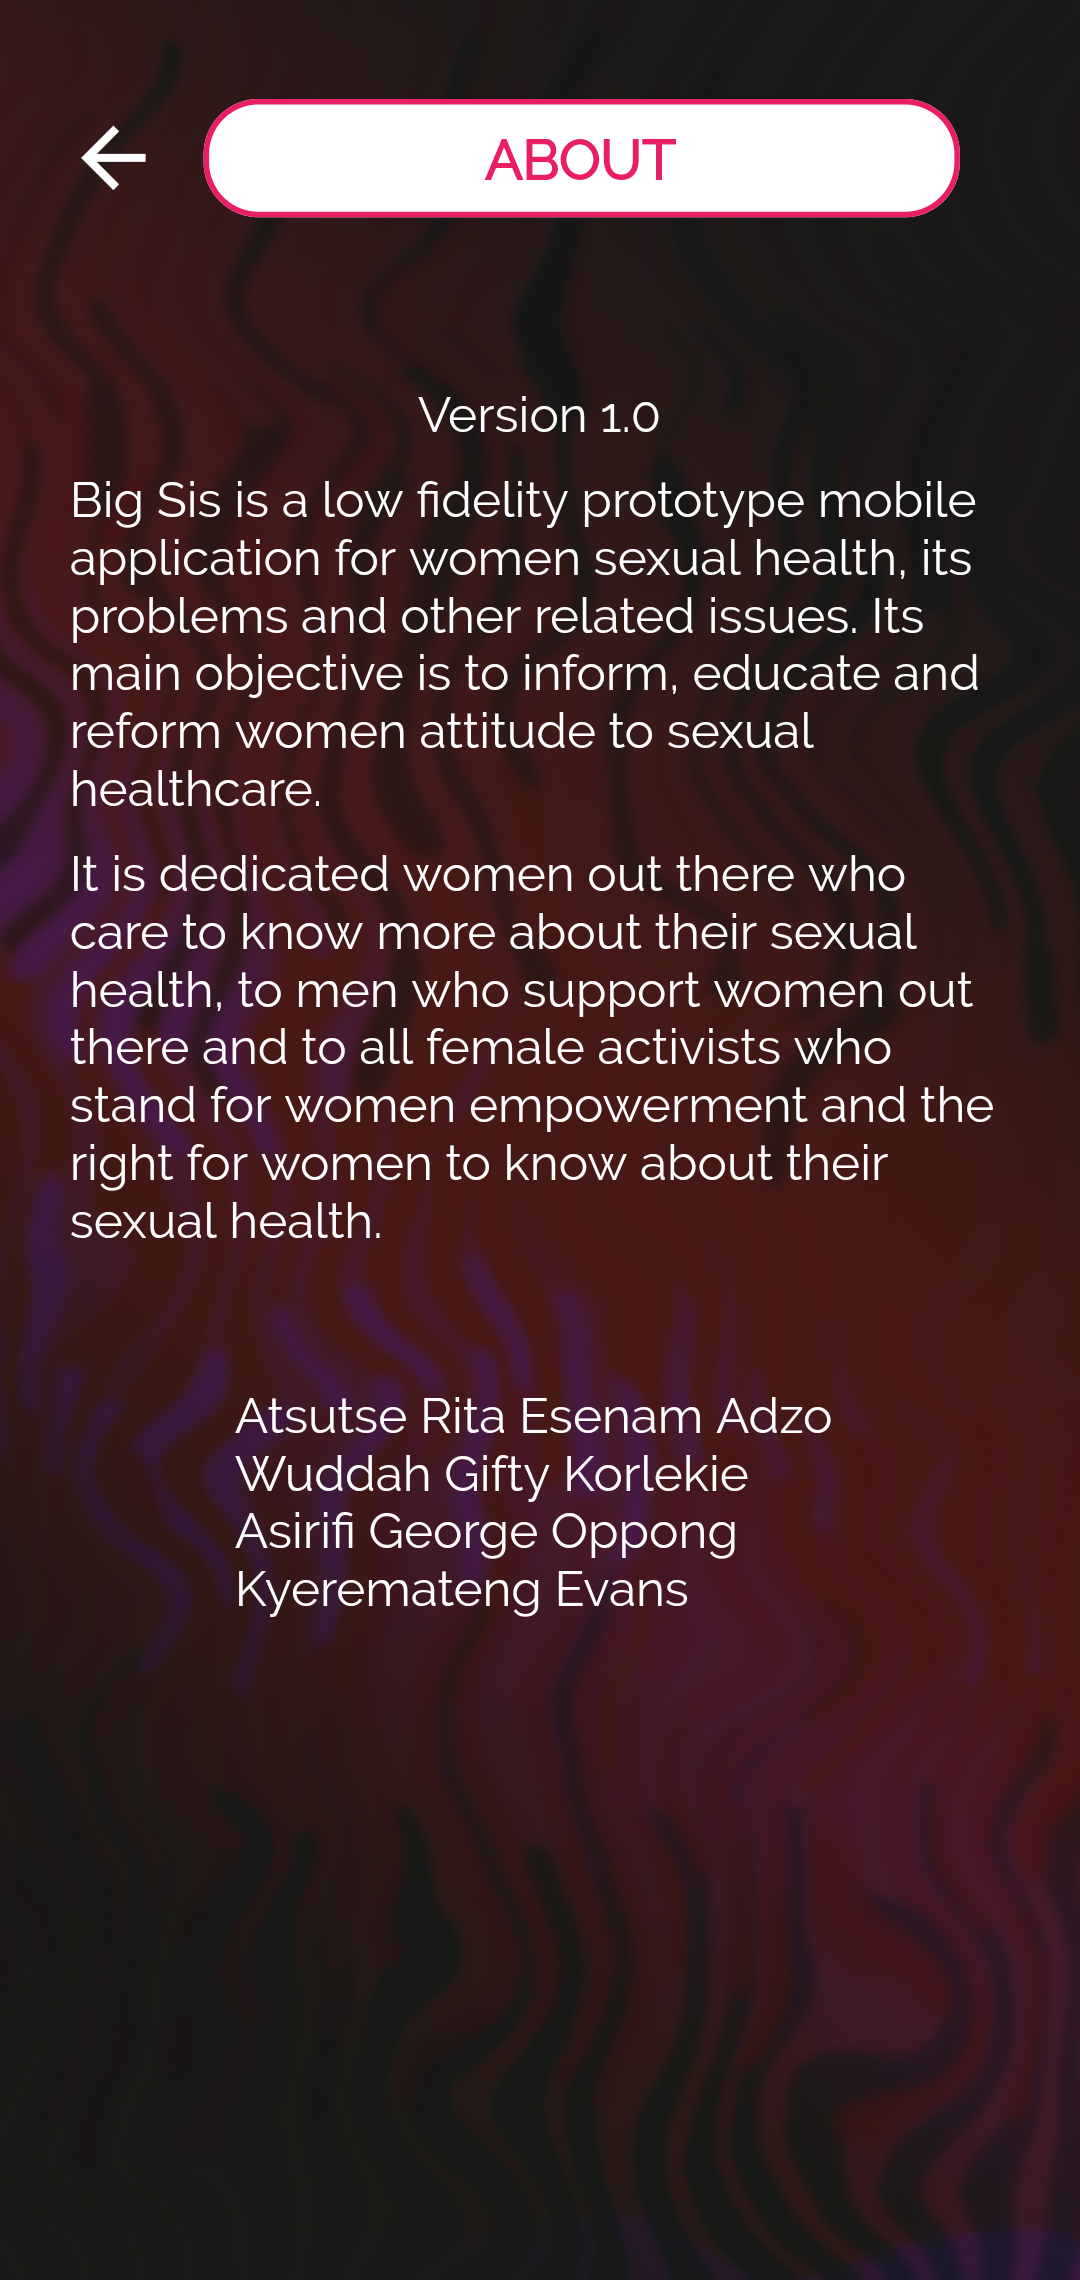 ABOUT
Version 1.0
Big Sis is a low fidelity prototype mobile
application for women sexual health, its
problems and other related issues. Its
main objective is to inform, educate and
reform women attitude to sexual
healthcare.
It is dedicated women out there who
care to know more about their sexual
health, to men who support women out
there and to all female activists who
stand for women empowerment and the
right for women to know about their
sexual health.
Atsutse Rita Esenam Adzo
Wuddah Gifty Korlekie
Asirifi George Oppong
Kyeremateng Evans